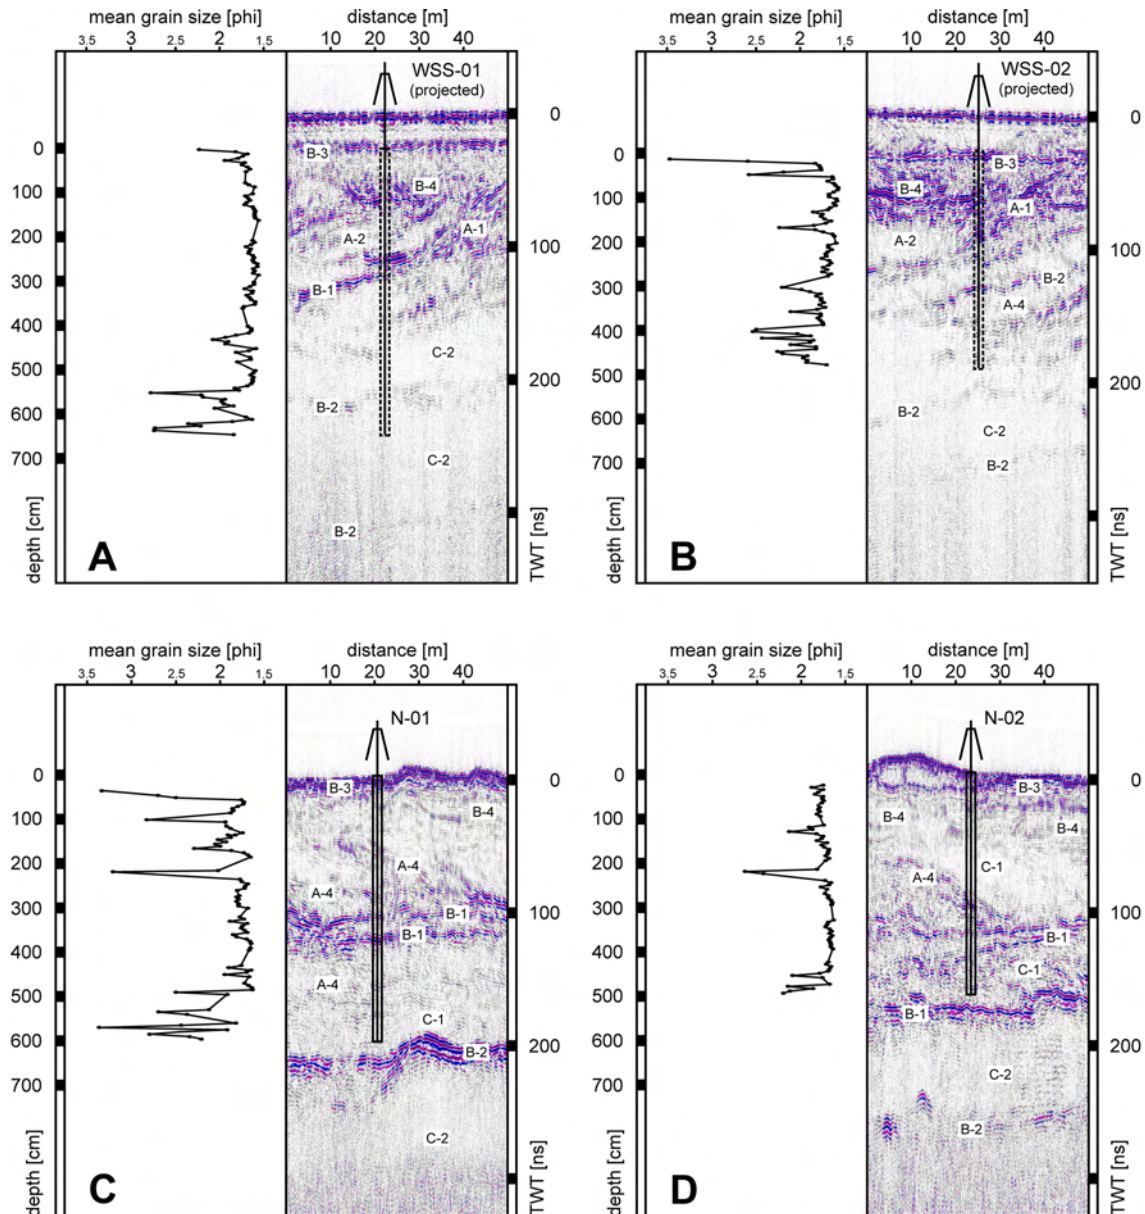 mean grain size [phi] distance [m]
3.5 3 2.5 2 1.5 10 20 30 40
WSS-01
(projected)
0
0
B-3
100
B-4
A-1
200
A-2
100
300
B-1
400
C-2
500
200
B-2
600
C-2
700
B-2
depth [cm]
TWT [ns]
A
mean grain size [phi] distance [m]
3.5 3 2.5 2 1.5 10 20 30 40
WSS-02
(projected)
0
0
B-3
100
B-4
A-1
200
A-2
100
B-2
300
A-4
400
500
200
B-2
600
C-2
700
B-2
depth [cm]
TWT [ns]
B
mean grain size [phi] distance [m]
3.5 3 2.5 2 1.5 10 20 30 40
N-01
0
0
B-3
B-4
100
200
A-4
A-4
300
B-1
100
B-1
400
A-4
500
C-1
600
B-2
200
700
C-2
depth [cm]
TWT [ns]
C
mean grain size [phi] distance [m]
3.5 3 2.5 2 1.5 10 20 30 40
N-02
0
0
B-3
B-4
100
B-4
200
C-1
A-4
300
100
B-1
400
C-1
500
B-1
600
200
C-2
700
B-2
depth [cm]
TWT [ns]
D